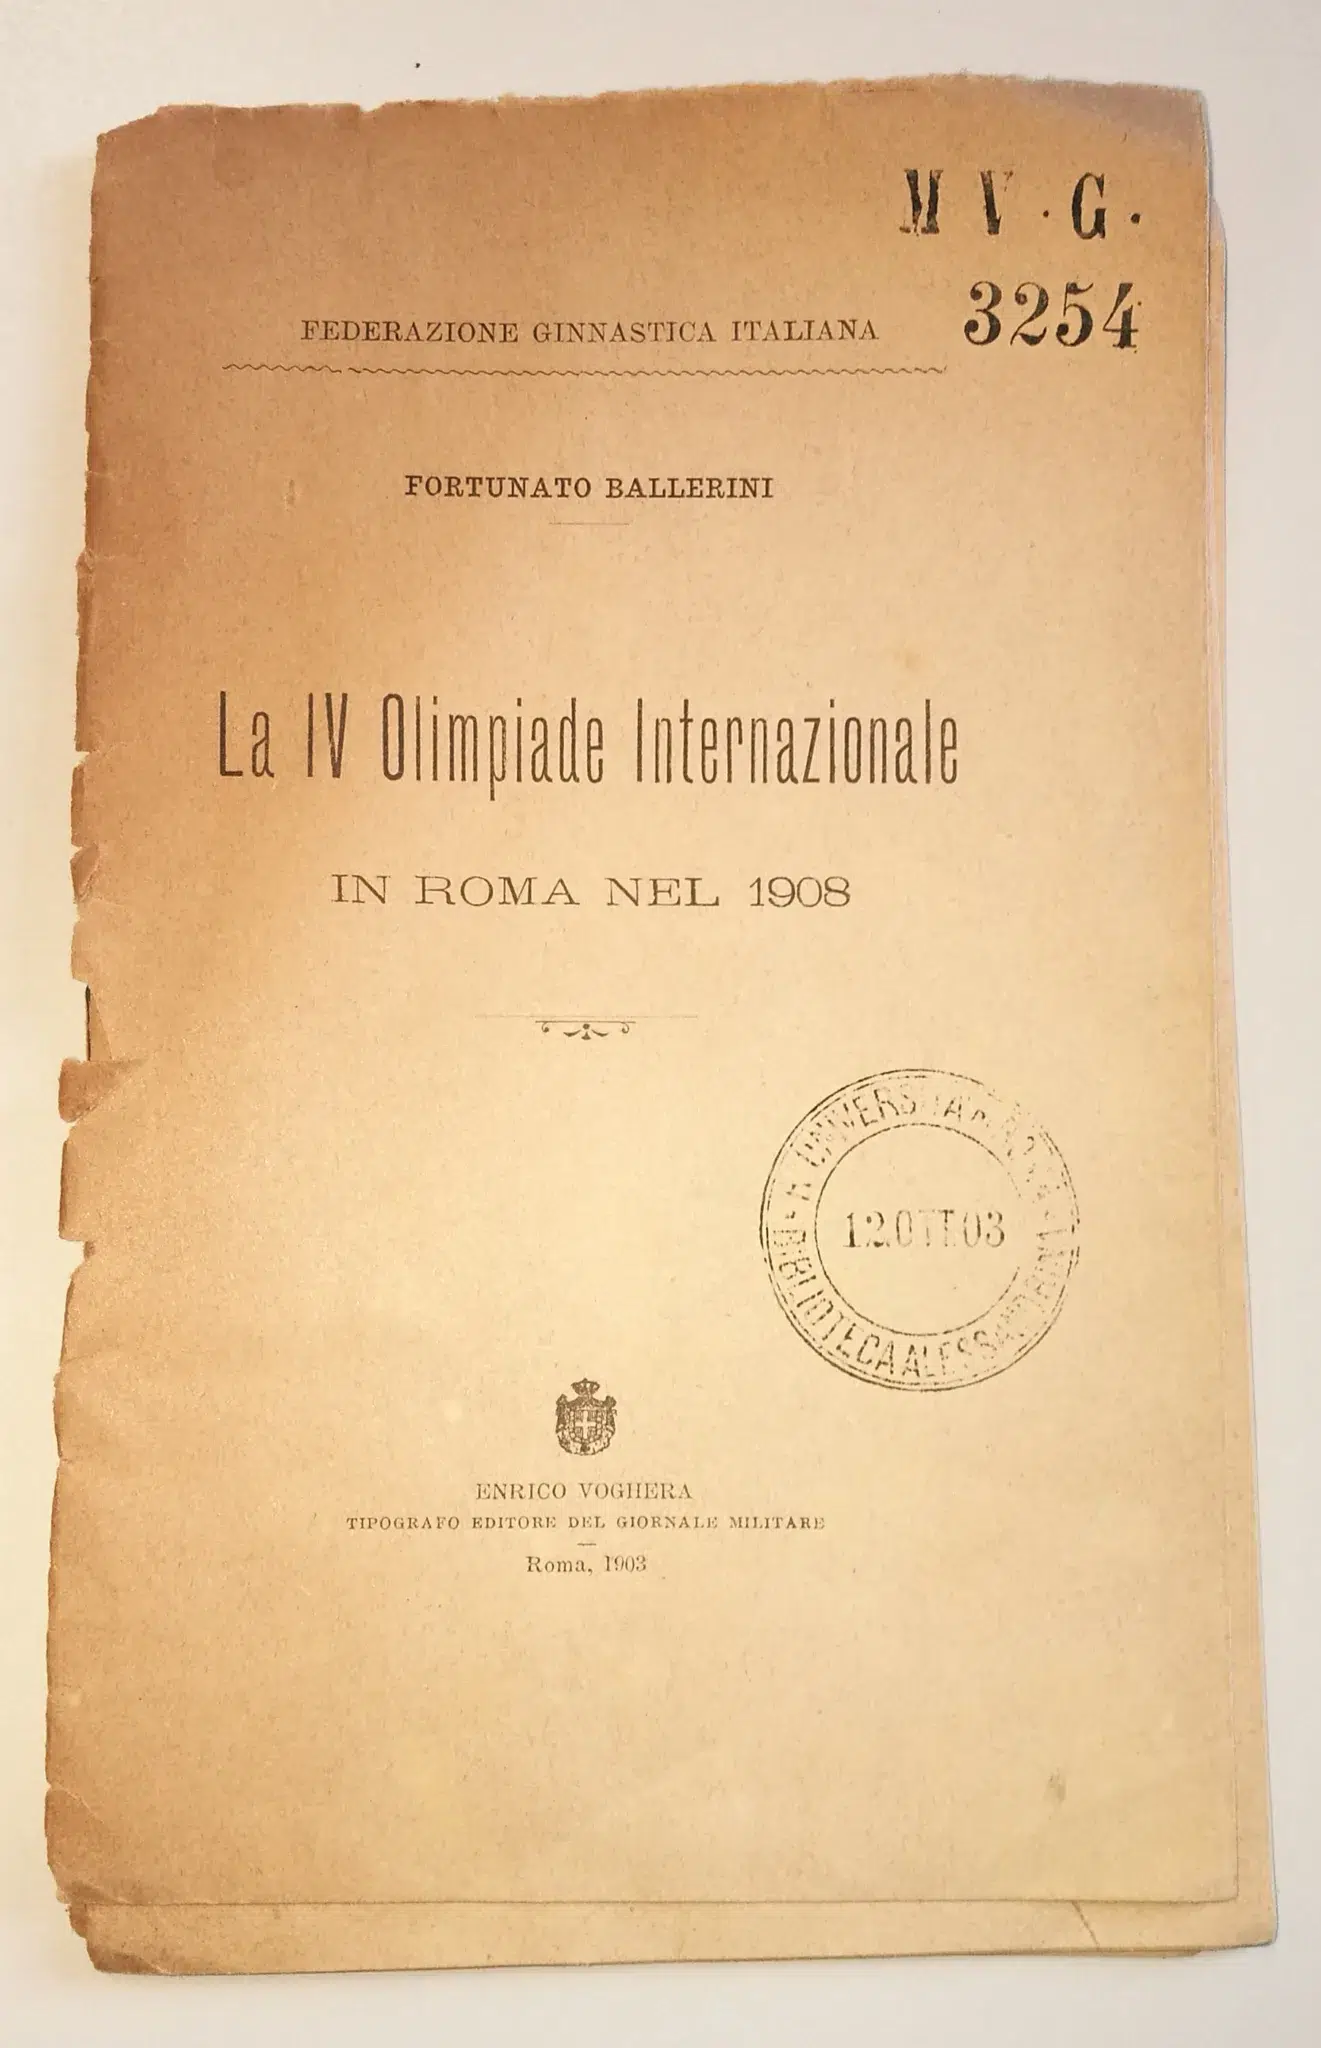 M V. G.
3254
FEDERAZIONE GINNASTICA ITALIANA
FORTUNATO BALLERINI
La IV Olimpiade Internazionale
IN ROMA NEL 1908
R. UNIVERSITÀ
12.OTT.03
BIBLIOTECA ALESSANDRINA
ENRICO VOGHERA
TIPOGRAFO EDITORE DEL GIORNALE MILITARE
Roma, 1903